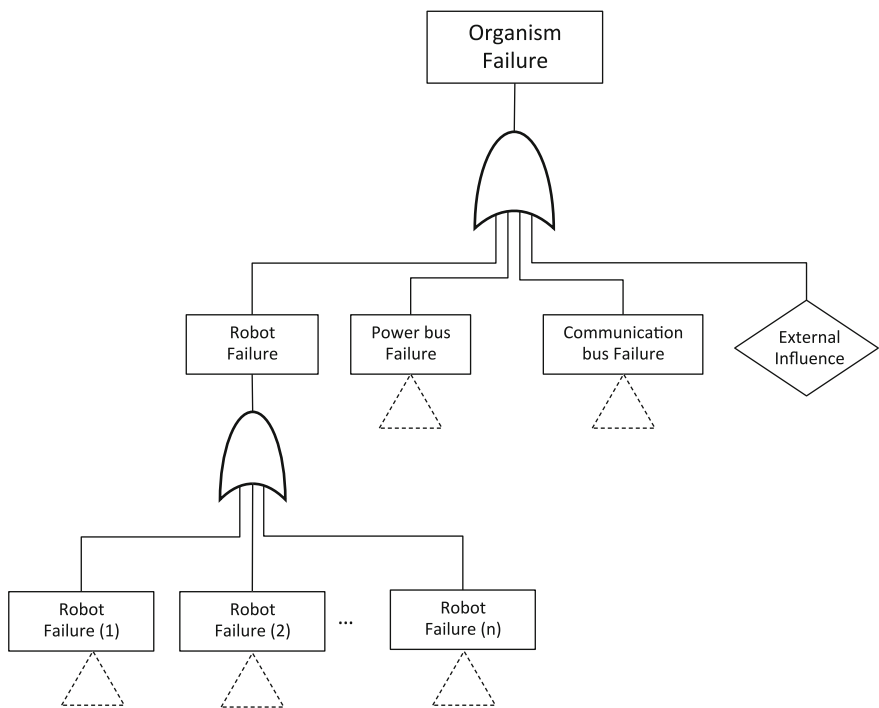 Organism
Failure
Robot
Failure
Power bus
Failure
Communication
bus Failure
External
Influence
Robot
Failure (1)
Robot
Failure (2)
...
Robot
Failure (n)